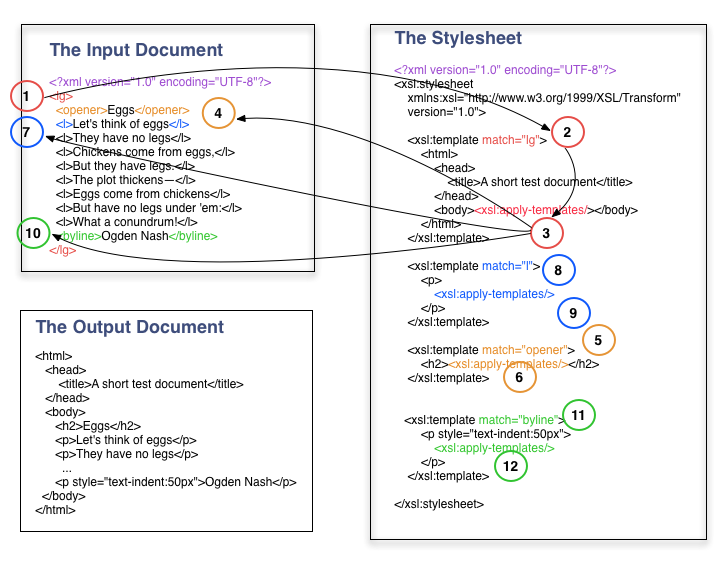 The Input Document
<?xml version="1.0" encoding="UTF-8"?>
1
<lg>
<opener>Eggs</opener>
4
7
<l>Let's think of eggs</l>
<l>They have no legs</l>
<l>Chickens come from eggs,</l>
<l>But they have legs.</l>
<l>The plot thickens—</l>
<l>Eggs come from chickens</l>
<l>But have no legs under 'em:</l>
<l>What a conundrum!</l>
10
<byline>Ogden Nash</byline>
</lg>
The Output Document
<html>
<head>
<title>A short test document</title>
</head>
<body>
<h2>Eggs</h2>
<p>Let's think of eggs</p>
<p>They have no legs</p>
...
<p style="text-indent:50px">Ogden Nash</p>
</body>
</html>
The Stylesheet
<?xml version="1.0" encoding="UTF-8"?>
<xsl:stylesheet
xmlns:xsl="http://www.w3.org/1999/XSL/Transform"
version="1.0">
2
<xsl:template match="lg">
<html>
<head>
<title>A short test document</title>
</head>
<body><xsl:apply-templates/></body>
</html>
3
</xsl:template>
<xsl:template match="l">
8
<p>
<xsl:apply-templates/>
9
</p>
</xsl:template>
5
<xsl:template match="opener">
<h2><xsl:apply-templates/></h2>
6
</xsl:template>
11
<xsl:template match="byline">
<p style="text-indent:50px">
<xsl:apply-templates/>
</p>
12
</xsl:template>
</xsl:stylesheet>